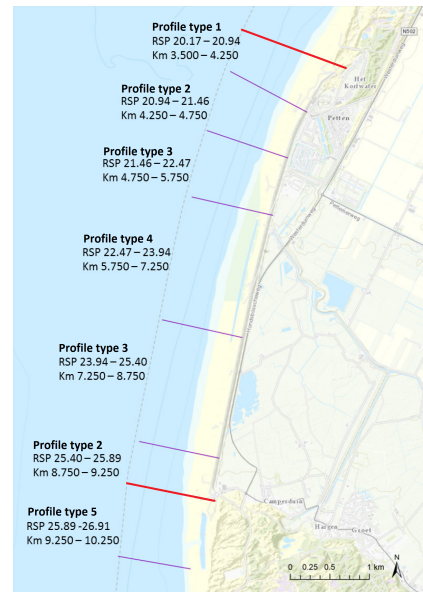 Profile type 1
RSP 20.17 – 20.94
Km 3.500 – 4.250
N502
Het
Korfwater
Profile type 2
RSP 20.94 – 21.46
Km 4.250 – 4.750
Petten
Profile type 3
RSP 21.46 – 22.47
Km 4.750 – 5.750
Pettemerweg
Profile type 4
RSP 22.47 – 23.94
Km 5.750 – 7.250
Profile type 3
RSP 23.94 – 25.40
Km 7.250 – 8.750
Profile type 2
RSP 25.40 – 25.89
Km 8.750 – 9.250
Camperduin
Profile type 5
RSP 25.89 -26.91
Km 9.250 – 10.250
Hargen
Groet
N
0 0.25 0.5 1 km